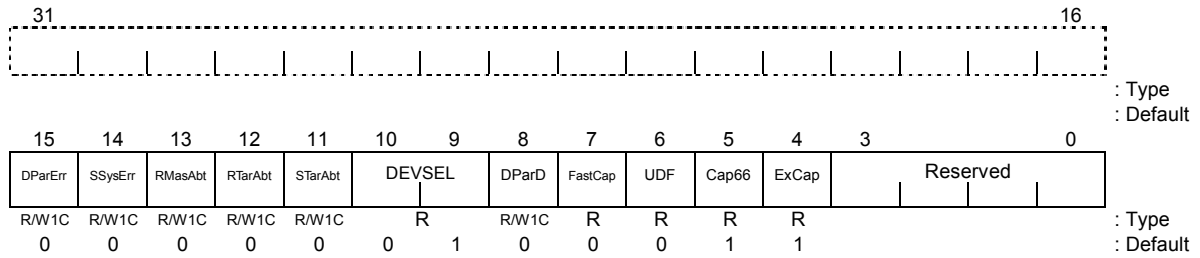 31 16
: Type
: Default
15 14 13 12 11 10 9 8 7 6 5 4 3 0
DParErr SSysErr RMasAbt RTarAbt STarAbt DEVSEL DParD FastCap UDF Cap66 ExCap Reserved
R/W1C R/W1C R/W1C R/W1C R/W1C R R/W1C R R R R : Type
0 0 0 0 0 0 1 0 0 0 1 1 : Default